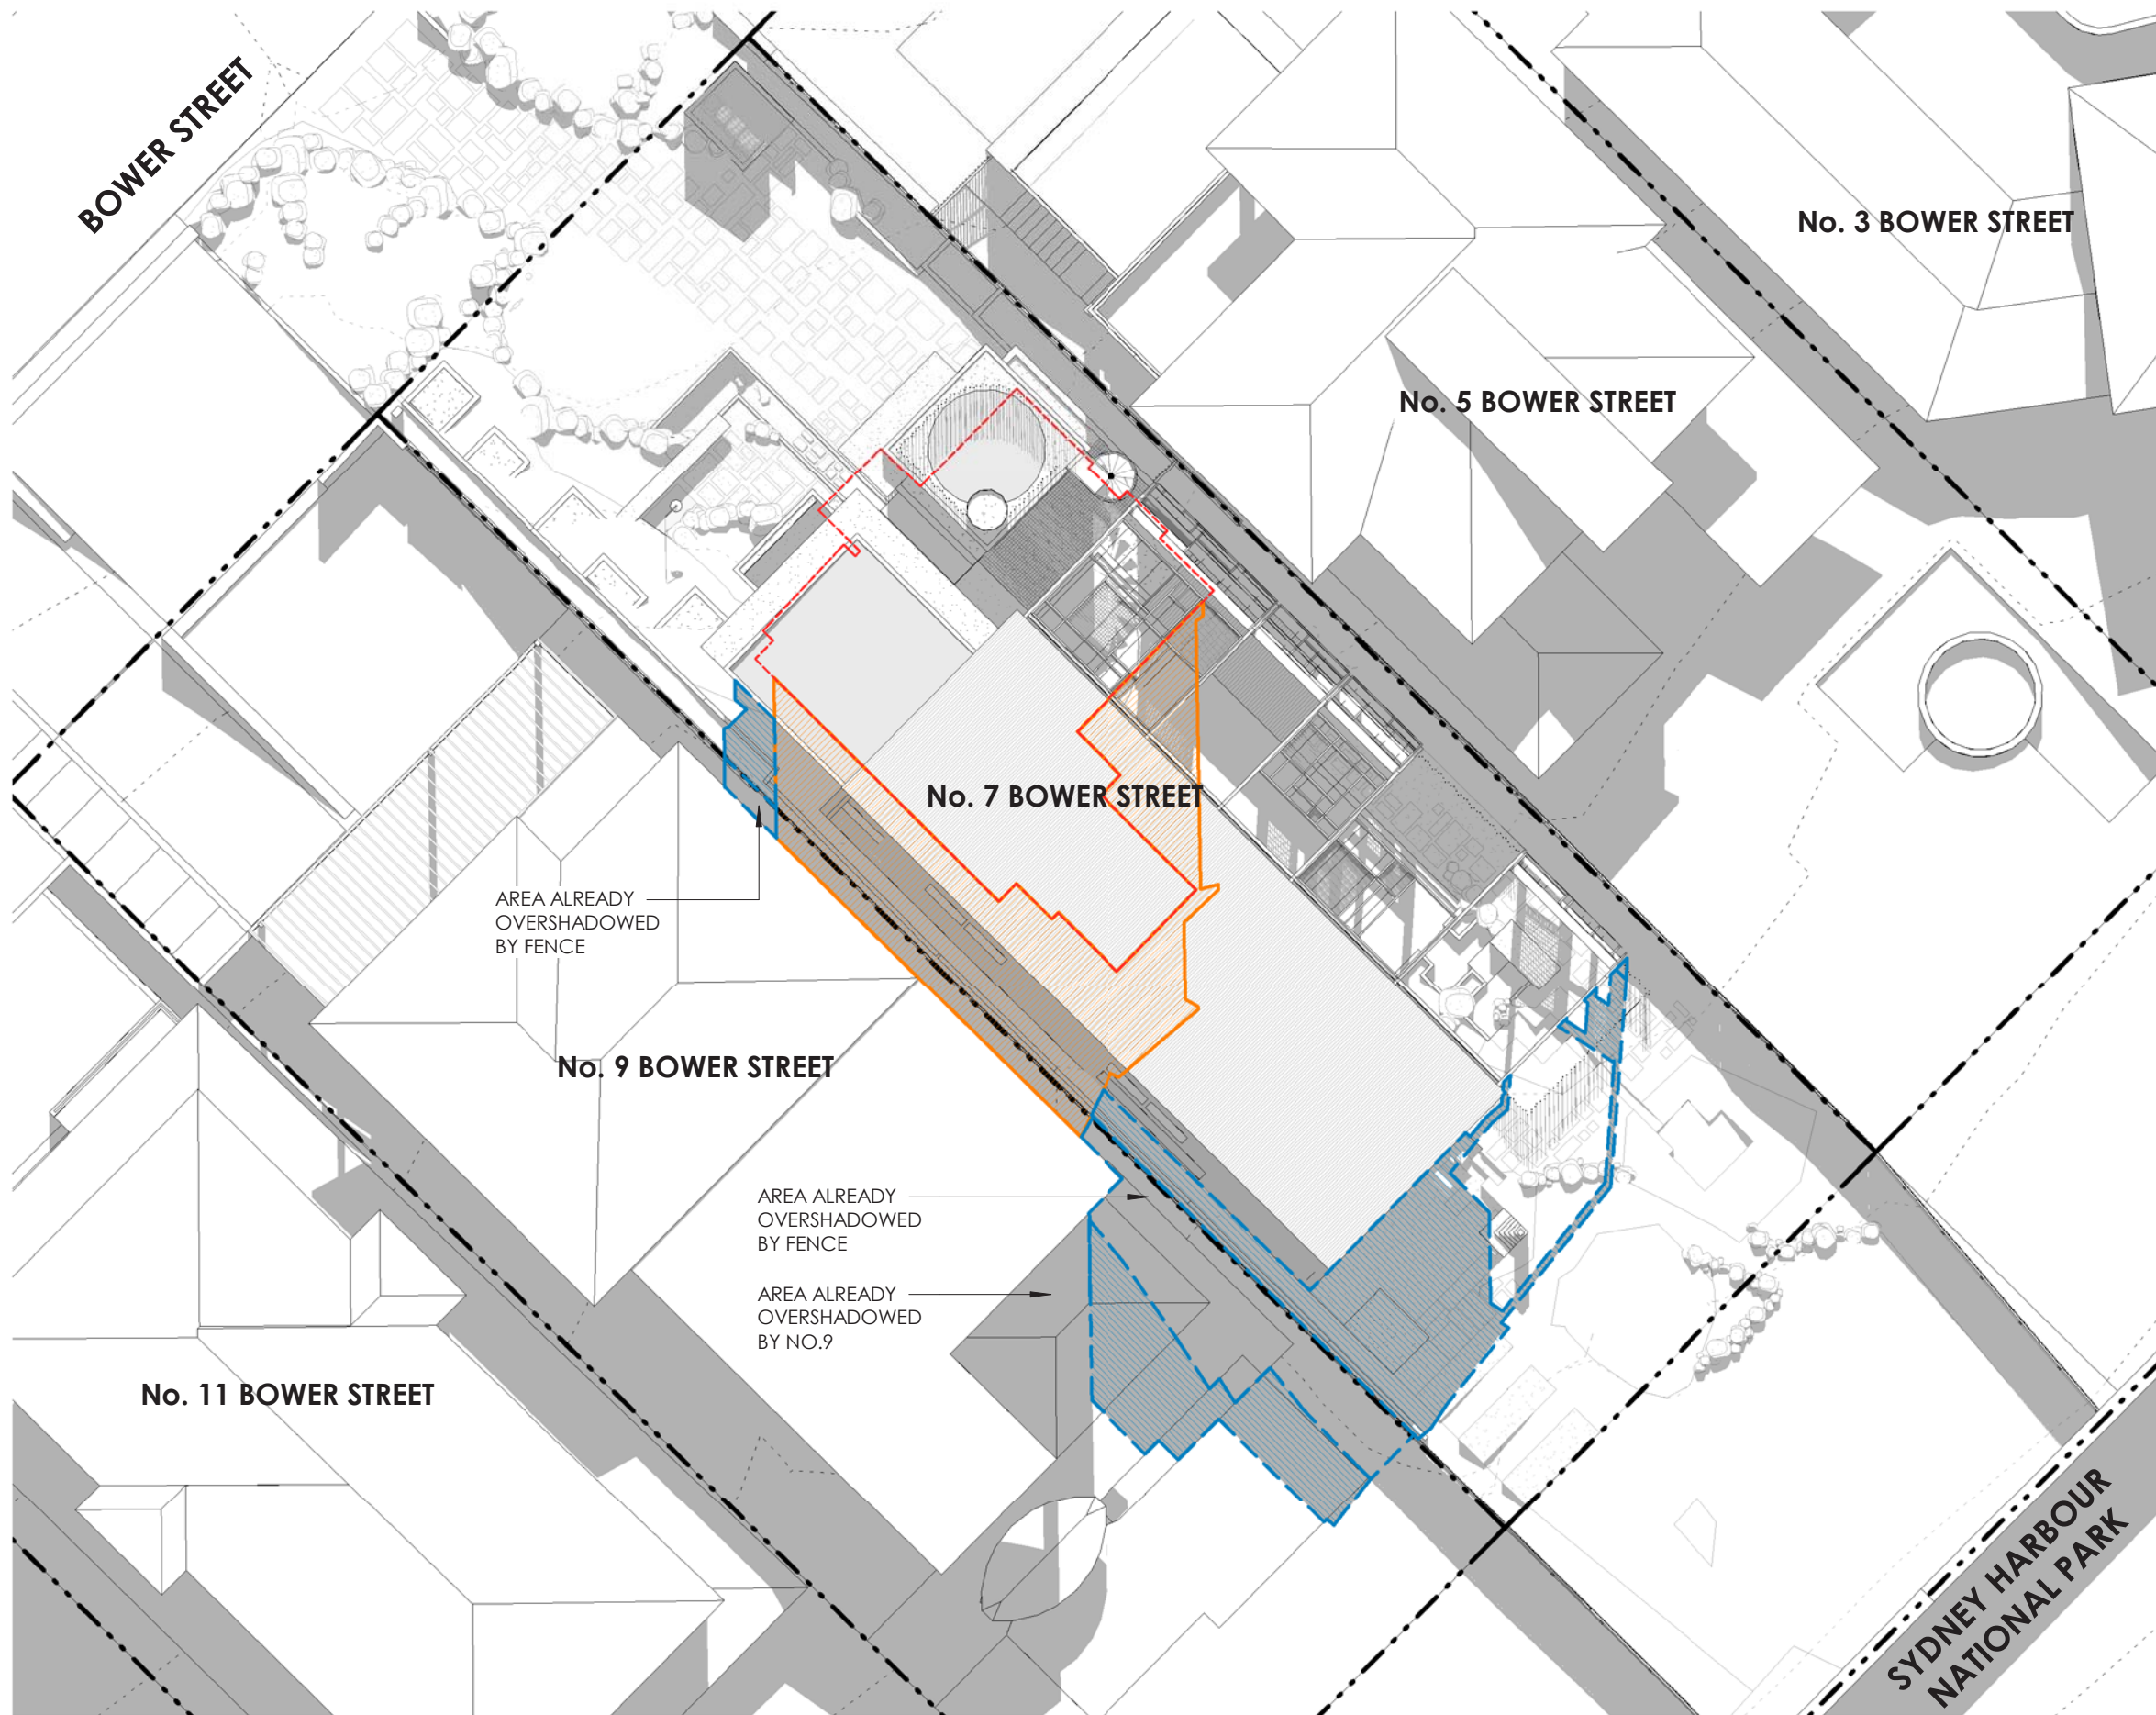 BOWER STREET
No. 3 BOWER STREET
No. 5 BOWER STREET
No. 7 BOWER STREET
AREA ALREADY
OVERSHADOWED
BY FENCE
No. 9 BOWER STREET
AREA ALREADY
OVERSHADOWED
BY FENCE
AREA ALREADY
OVERSHADOWED
BY NO.9
No. 11 BOWER STREET
SYDNEY HARBOUR
NATIONAL PARK